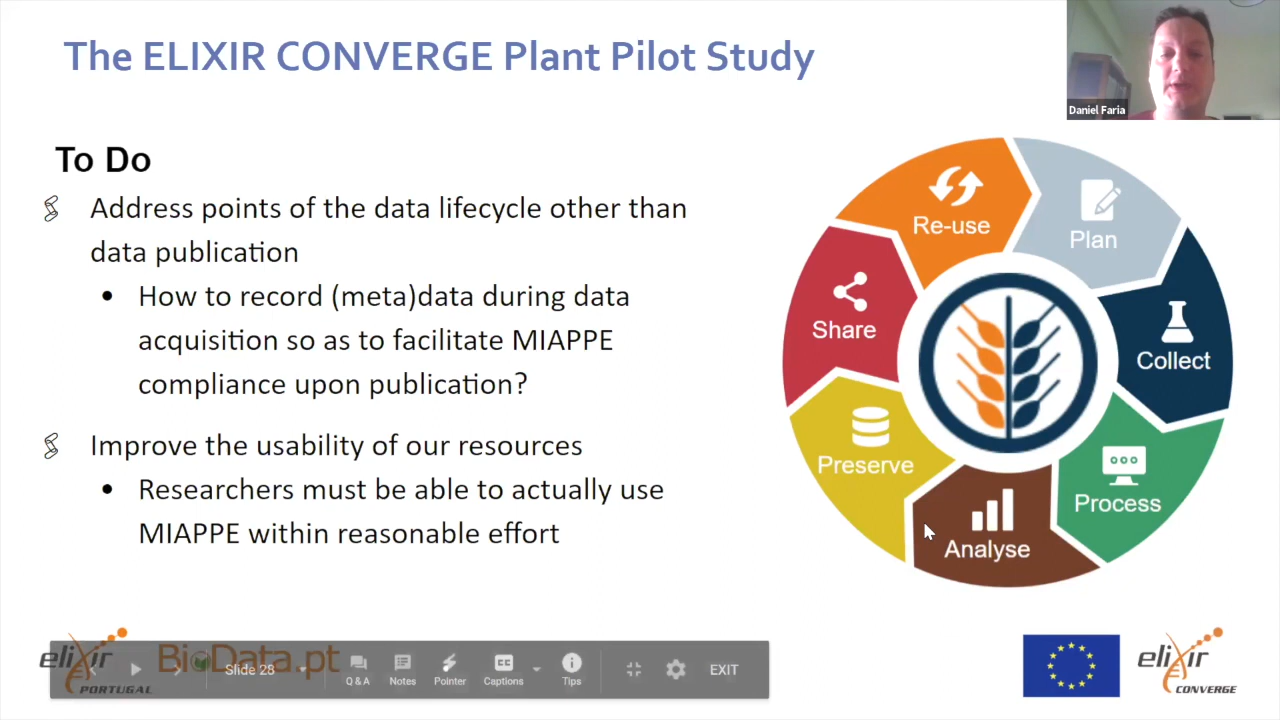 The ELIXIR CONVERGE Plant Pilot Study
Daniel Faria
To Do
Address points of the data lifecycle other than
data publication
• How to record (meta)data during data
acquisition so as to facilitate MIAPPE
compliance upon publication?
Improve the usability of our resources
• Researchers must be able to actually use
MIAPPE within reasonable effort
Re-use
Plan
Share
Collect
Preserve
Process
Analyse
elixir
PORTUGAL
BioData.pt
Slide 28
Q & A
Notes
Pointer
CC
Captions
Tips
EXIT
elixir
CONVERGE